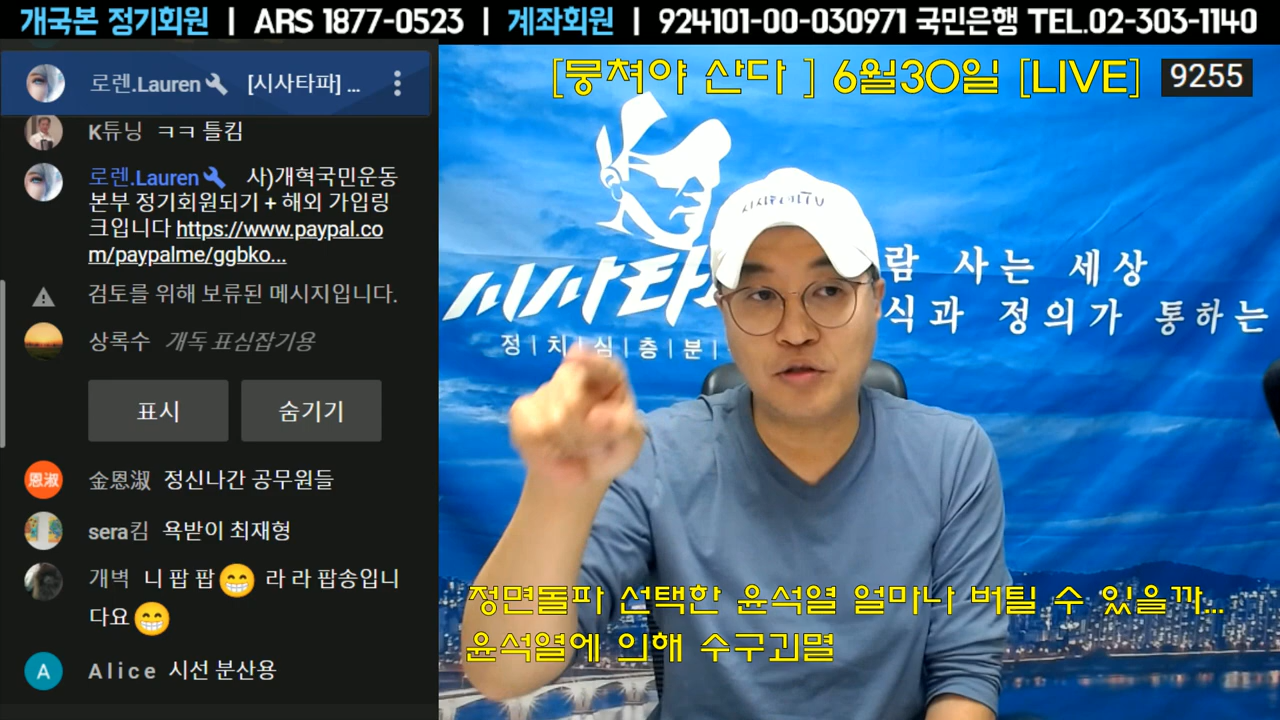 개국본 정기회원 | ARS 1877-0523 | 계좌회원 | 924101-00-030971 국민은행 TEL.02-303-1140
로렌.Lauren [시사타파] ...
K튜닝 ㅋㅋ 틀킴
로렌.Lauren 사)개혁국민운동
본부 정기회원되기 + 해외 가입링
크입니다 https://www.paypal.co
m/paypalme/ggbko...
검토를 위해 보류된 메시지입니다.
상록수 개독 표심잡기용
표시 숨기기
恩淑 金恩淑 정신나간 공무원들
sera킴 욕받이 최재형
개벽 니 팝 팝😁 라 라 팝송입니
다요😁
A Alice 시선 분산용
[뭉쳐야 산다 ] 6월30일 [LIVE] 9255
시사타파TV
시사타
정|치|심|층|분|
람 사는 세상
식과 정의가 통하는
정면돌파 선택한 윤석열 얼마나 버틸 수 있을까...
윤석열에 의해 수구괴멸